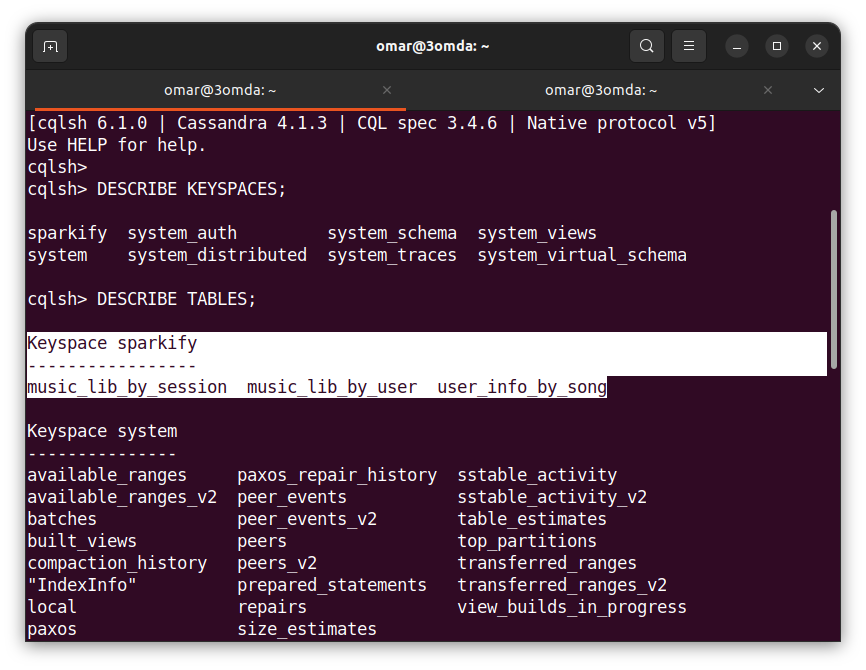 omar@3omda: ~
omar@3omda: ~ omar@3omda: ~
[cqlsh 6.1.0 | Cassandra 4.1.3 | CQL spec 3.4.6 | Native protocol v5]
Use HELP for help.
cqlsh>
cqlsh> DESCRIBE KEYSPACES;
sparkify  system_auth         system_schema  system_views
system    system_distributed  system_traces  system_virtual_schema
cqlsh> DESCRIBE TABLES;
Keyspace sparkify
-----------------
music_lib_by_session  music_lib_by_user  user_info_by_song
Keyspace system
---------------
available_ranges     paxos_repair_history  sstable_activity
available_ranges_v2  peer_events           sstable_activity_v2
batches              peer_events_v2        table_estimates
built_views          peers                 top_partitions
compaction_history   peers_v2              transferred_ranges
"IndexInfo"          prepared_statements   transferred_ranges_v2
local                repairs               view_builds_in_progress
paxos                size_estimates